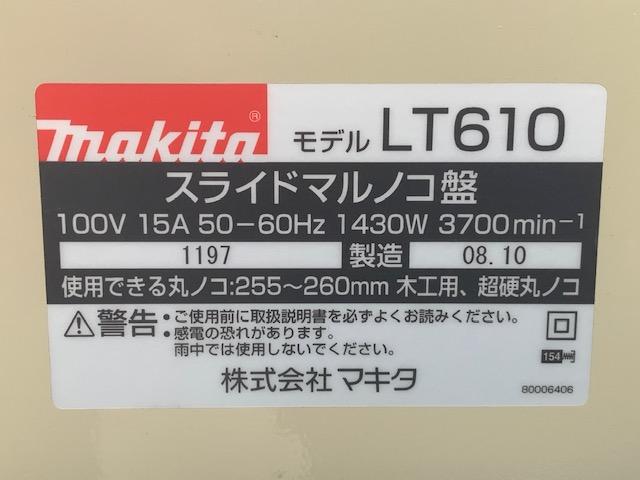 makita®
モデル LT610
スライドマルノコ盤
100V 15A 50-60Hz 1430W 3700min-1
1197 製造 08.10
使用できる丸ノコ:255~260mm 木工用、超硬丸ノコ
警告 ・ご使用前に取扱説明書を必ずよくお読みください。
・感電の恐れがあります。
雨中では使用しないでください。
154
株式会社 マキタ
80006406